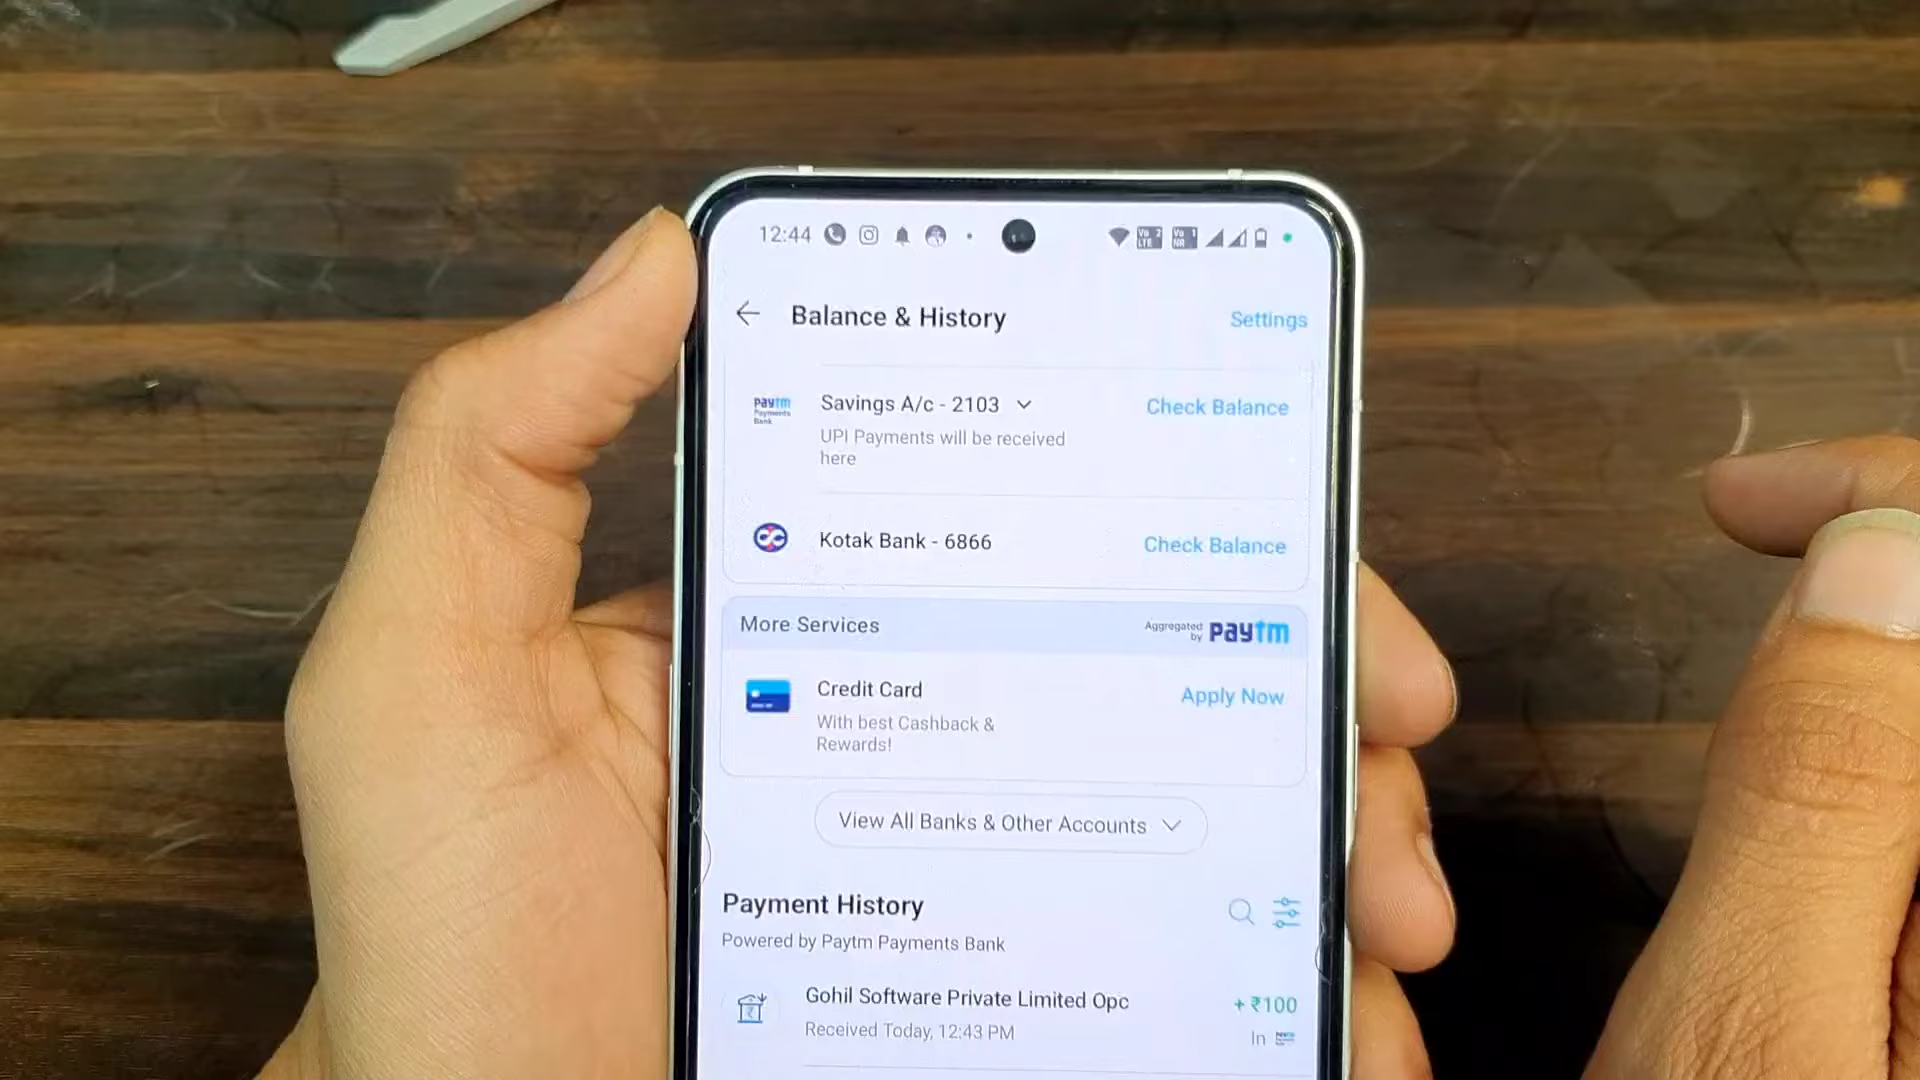 12:44
Balance & History
Settings
paytm
Payments
Bank
Savings A/c - 2103
Check Balance
UPI Payments will be received
here
Kotak Bank - 6866
Check Balance
More Services
Aggregated
by
paytm
Credit Card
Apply Now
With best Cashback &
Rewards!
View All Banks & Other Accounts
Payment History
Powered by Paytm Payments Bank
Gohil Software Private Limited Opc
+ ₹100
Received Today, 12:43 PM
In